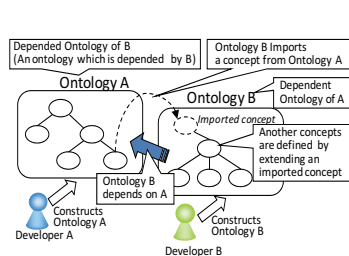 Depended Ontology of B
(An ontology which is depended by B)
Ontology B Imports
a concept from Ontology A
Ontology A
Ontology B
Dependent
Ontology of A
Imported concept
Another concepts
are defined by
extending an
imported concept
Ontology B
depends on A
Constructs
Ontology A
Developer A
Constructs
Ontology B
Developer B